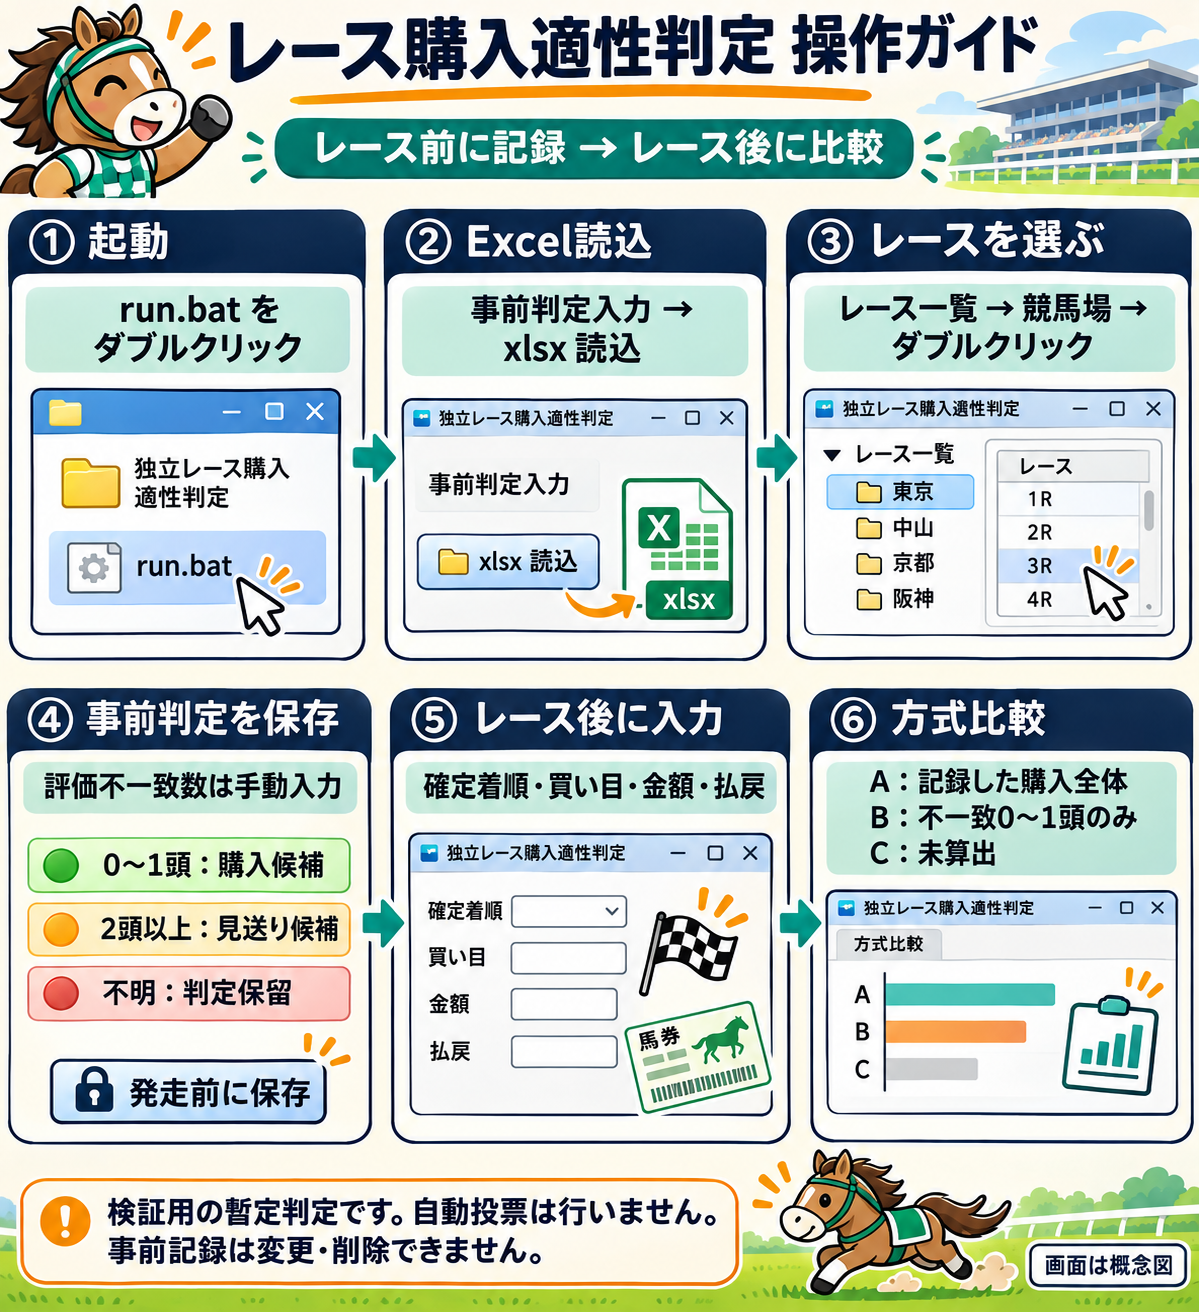 レース購入適性判定 操作ガイド
レース前に記録 → レース後に比較
① 起動
run.bat を
ダブルクリック
独立レース購入
適性判定
run.bat
② Excel読込
事前判定入力 →
xlsx 読込
独立レース購入適性判定
事前判定入力
xlsx 読込
X
xlsx
③ レースを選ぶ
レース一覧 → 競馬場 →
ダブルクリック
独立レース購入選性判定
レース一覧
東京
中山
京都
阪神
レース
1R
2R
3R
4R
④ 事前判定を保存
評価不一致数は手動入力
0～1頭：購入候補
2頭以上：見送り候補
不明：判定保留
発走前に保存
⑤ レース後に入力
確定着順・買い目・金額・払戻
独立レース購入適性判定
確定着順
買い目
金額
払戻
馬券
⑥ 方式比較
A：記録した購入全体
B：不一致0～1頭のみ
C：未算出
独立レース購入適性判定
方式比較
A
B
C
検証用の暫定判定です。自動投票は行いません。
事前記録は変更・削除できません。
画面は概念図